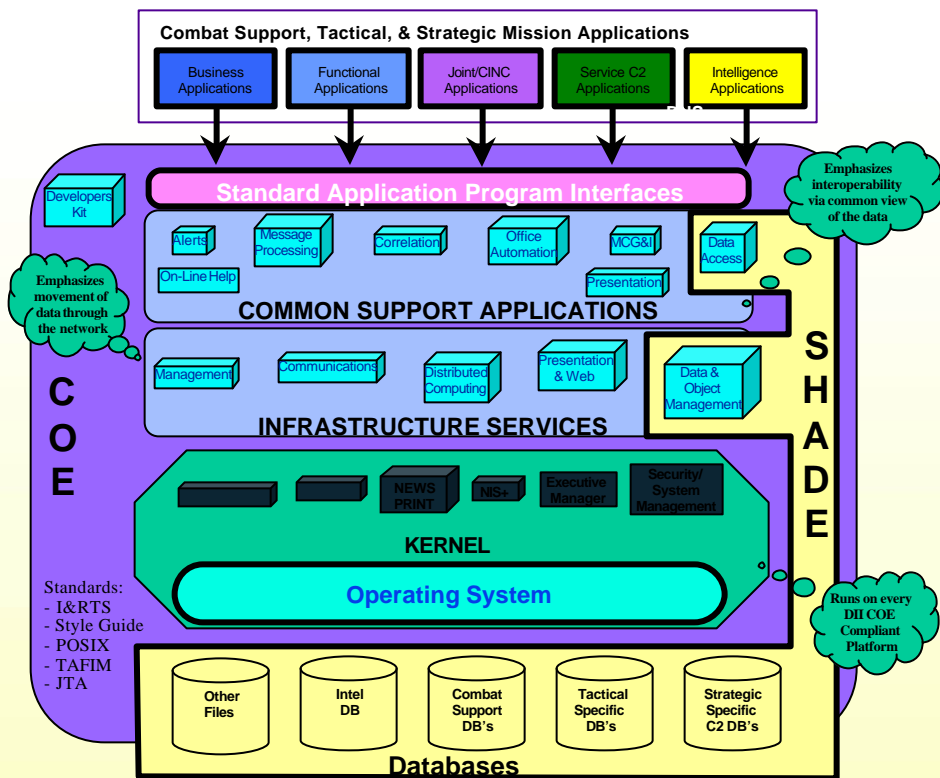 Combat Support, Tactical, & Strategic Mission Applications
Business
Applications
Functional
Applications
Joint/CINC
Applications
Service C2
Applications
Intelligence
Applications
Standard Application Program Interfaces
Developers
Kit
Emphasizes
interoperability
via common view
of the data
Alerts
Message
Processing
Correlation
Office
Automation
MCG&I
Data
Access
On-Line Help
Presentation
COMMON SUPPORT APPLICATIONS
Emphasizes
movement of
data through
the network
Management
Communications
Distributed
Computing
Presentation
& Web
Data &
Object
Management
INFRASTRUCTURE SERVICES
C
O
E
S
H
A
D
E
NEWS
PRINT
NIS+
Executive
Manager
Security/
System
Management
KERNEL
Operating System
Standards:
- I&RTS
- Style Guide
- POSIX
- TAFIM
- JTA
Runs on every
DII COE
Compliant
Platform
Other
Files
Intel
DB
Combat
Support
DB's
Tactical
Specific
DB's
Strategic
Specific
C2 DB's
Databases